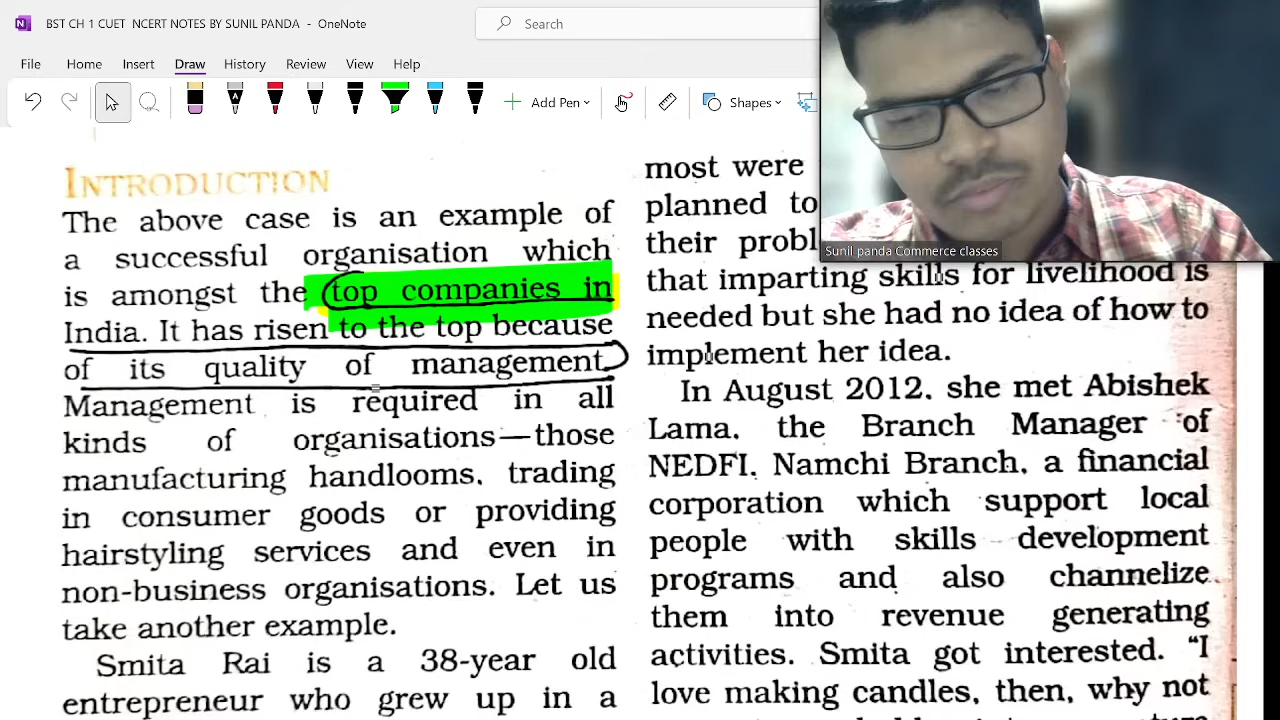 BST CH 1 CUET NCERT NOTES BY SUNIL PANDA - OneNote
Search
File Home Insert Draw History Review View Help
Add Pen
Shapes
Sunil panda Commerce classes
INTRODUCTION
The above case is an example of
a successful organisation which
is amongst the top companies in
India. It has risen to the top because
of its quality of management.
Management is required in all
kinds of organisations—those
manufacturing handlooms, trading
in consumer goods or providing
hairstyling services and even in
non-business organisations. Let us
take another example.
Smita Rai is a 38-year old
entrepreneur who grew up in a
most were
planned to
their
that imparting skills for livelihood is
needed but she had no idea of how to
implement her idea.
In August 2012, she met Abishek
Lama, the Branch Manager of
NEDFI, Namchi Branch, a financial
corporation which support local
people with skills development
programs and also channelize
them into revenue generating
activities. Smita got interested. “I
love making candles, then, why not